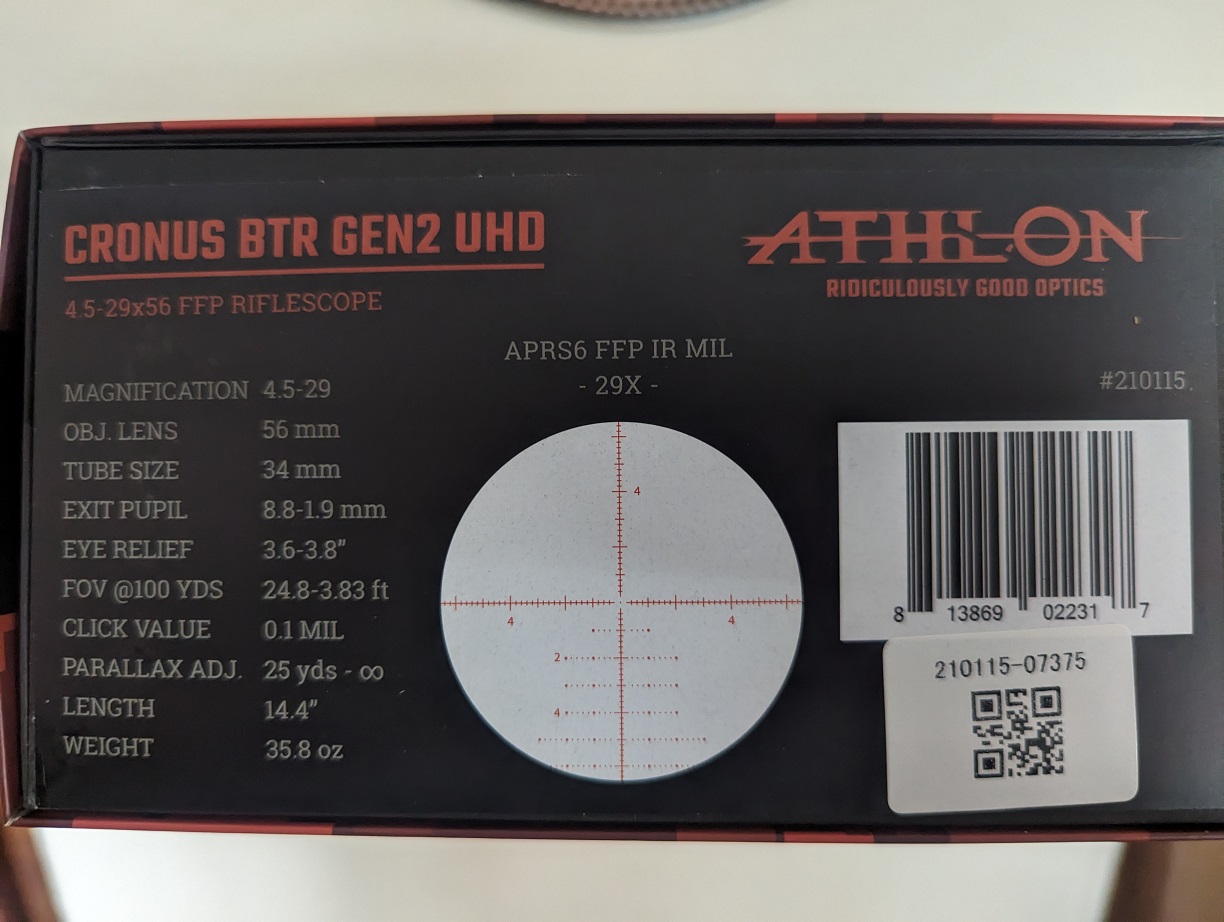 CRONUS BTR GEN2 UHD
4.5-29x56 FFP RIFLESCOPE
ATHLON
RIDICULOUSLY GOOD OPTICS
MAGNIFICATION 4.5-29
OBJ. LENS 56 mm
TUBE SIZE 34 mm
EXIT PUPIL 8.8-1.9 mm
EYE RELIEF 3.6-3.8"
FOV @100 YDS 24.8-3.83 ft
CLICK VALUE 0.1 MIL
PARALLAX ADJ. 25 yds - ∞
LENGTH 14.4"
WEIGHT 35.8 oz
APRS6 FFP IR MIL
- 29X -
4
4 4
2
4
#210115
8 13869 02231 7
210115-07375